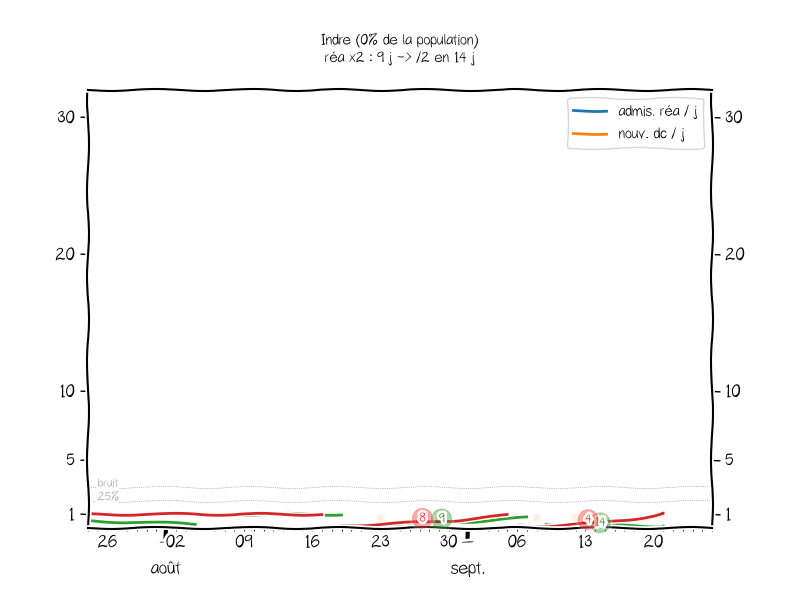 Indre (0% de la population)
réa x2 : 9 j -> /2 en 14 j
admis. réa / j
nouv. dc / j
30 30
20 20
10 10
5 5
bruit
25%
1 1
8 9 4 14
26 02 09 16 23 30 06 13 20
août sept.